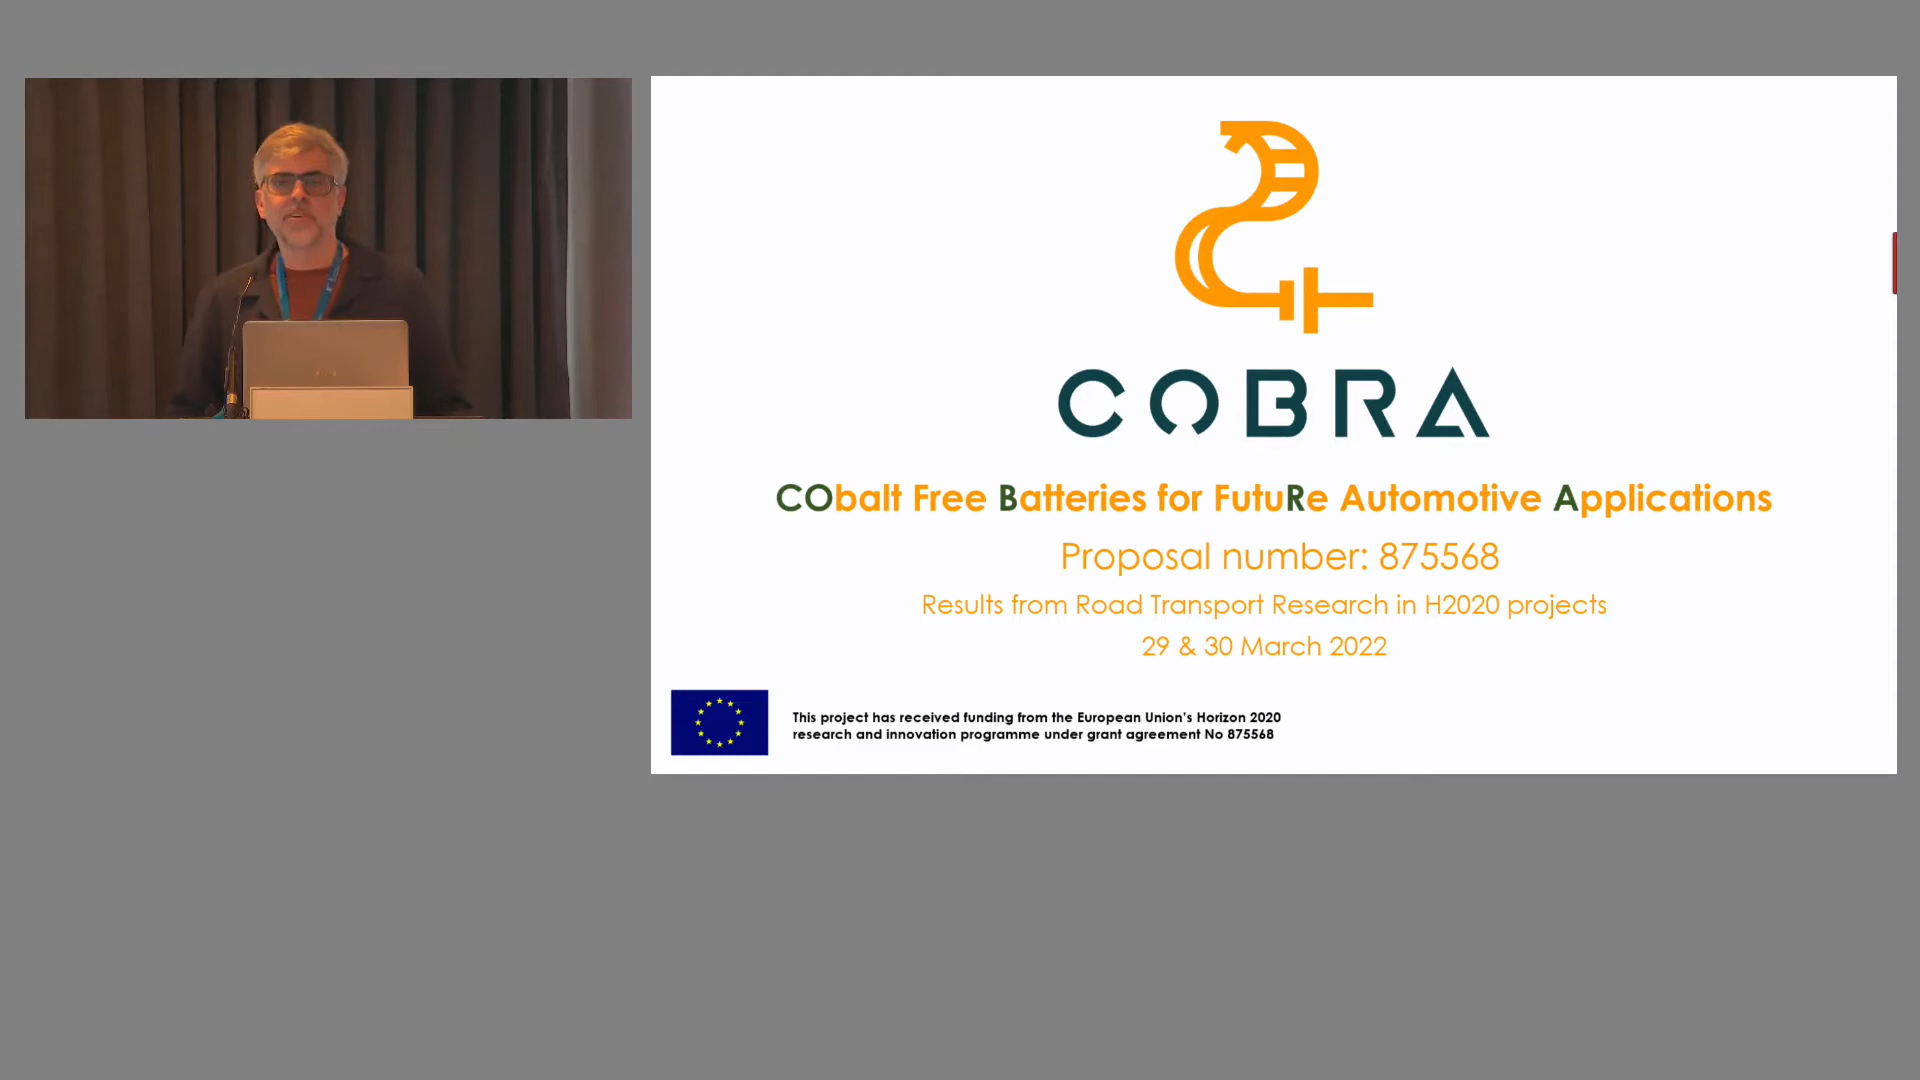 COBRA
CObalt Free Batteries for FutuRe Automotive Applications
Proposal number: 875568
Results from Road Transport Research in H2020 projects
29 & 30 March 2022
This project has received funding from the European Union's Horizon 2020
research and innovation programme under grant agreement No 875568